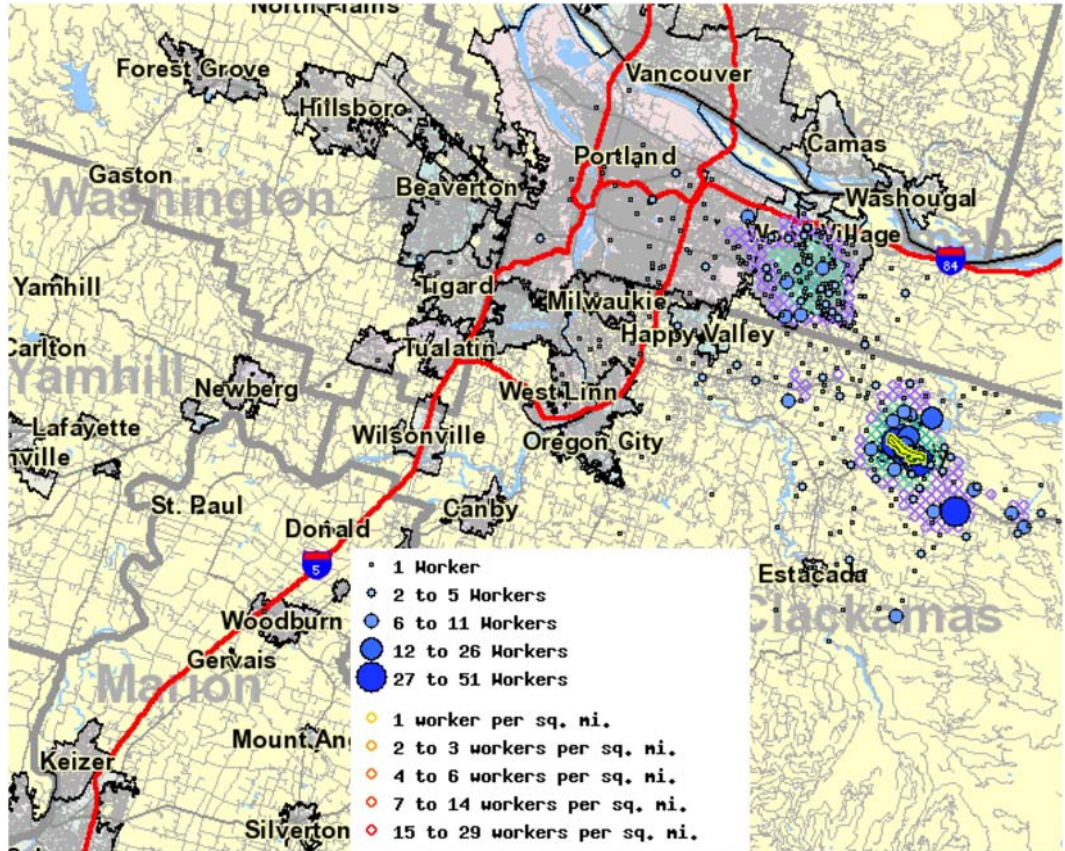 North Plains
Forest Grove
Vancouver
Hillsboro
Camas
Portland
Gaston
Washington
Beaverton
Washougal
Village
84
Yamhill
Tigard
Milwaukie
Happy Valley
Carlton
Tualatin
Yamhill
Newberg
West Linn
Lafayette
nville
Wilsonville
Oregon City
St. Paul
Canby
Donald
5
1 Worker
Estacada
2 to 5 Workers
Clackamas
6 to 11 Workers
Woodburn
12 to 26 Workers
Gervais
27 to 51 Workers
Marion
1 worker per sq. mi.
Mount An
2 to 3 workers per sq. mi.
Keizer
4 to 6 workers per sq. mi.
7 to 14 workers per sq. mi.
Silverton
15 to 29 workers per sq. mi.